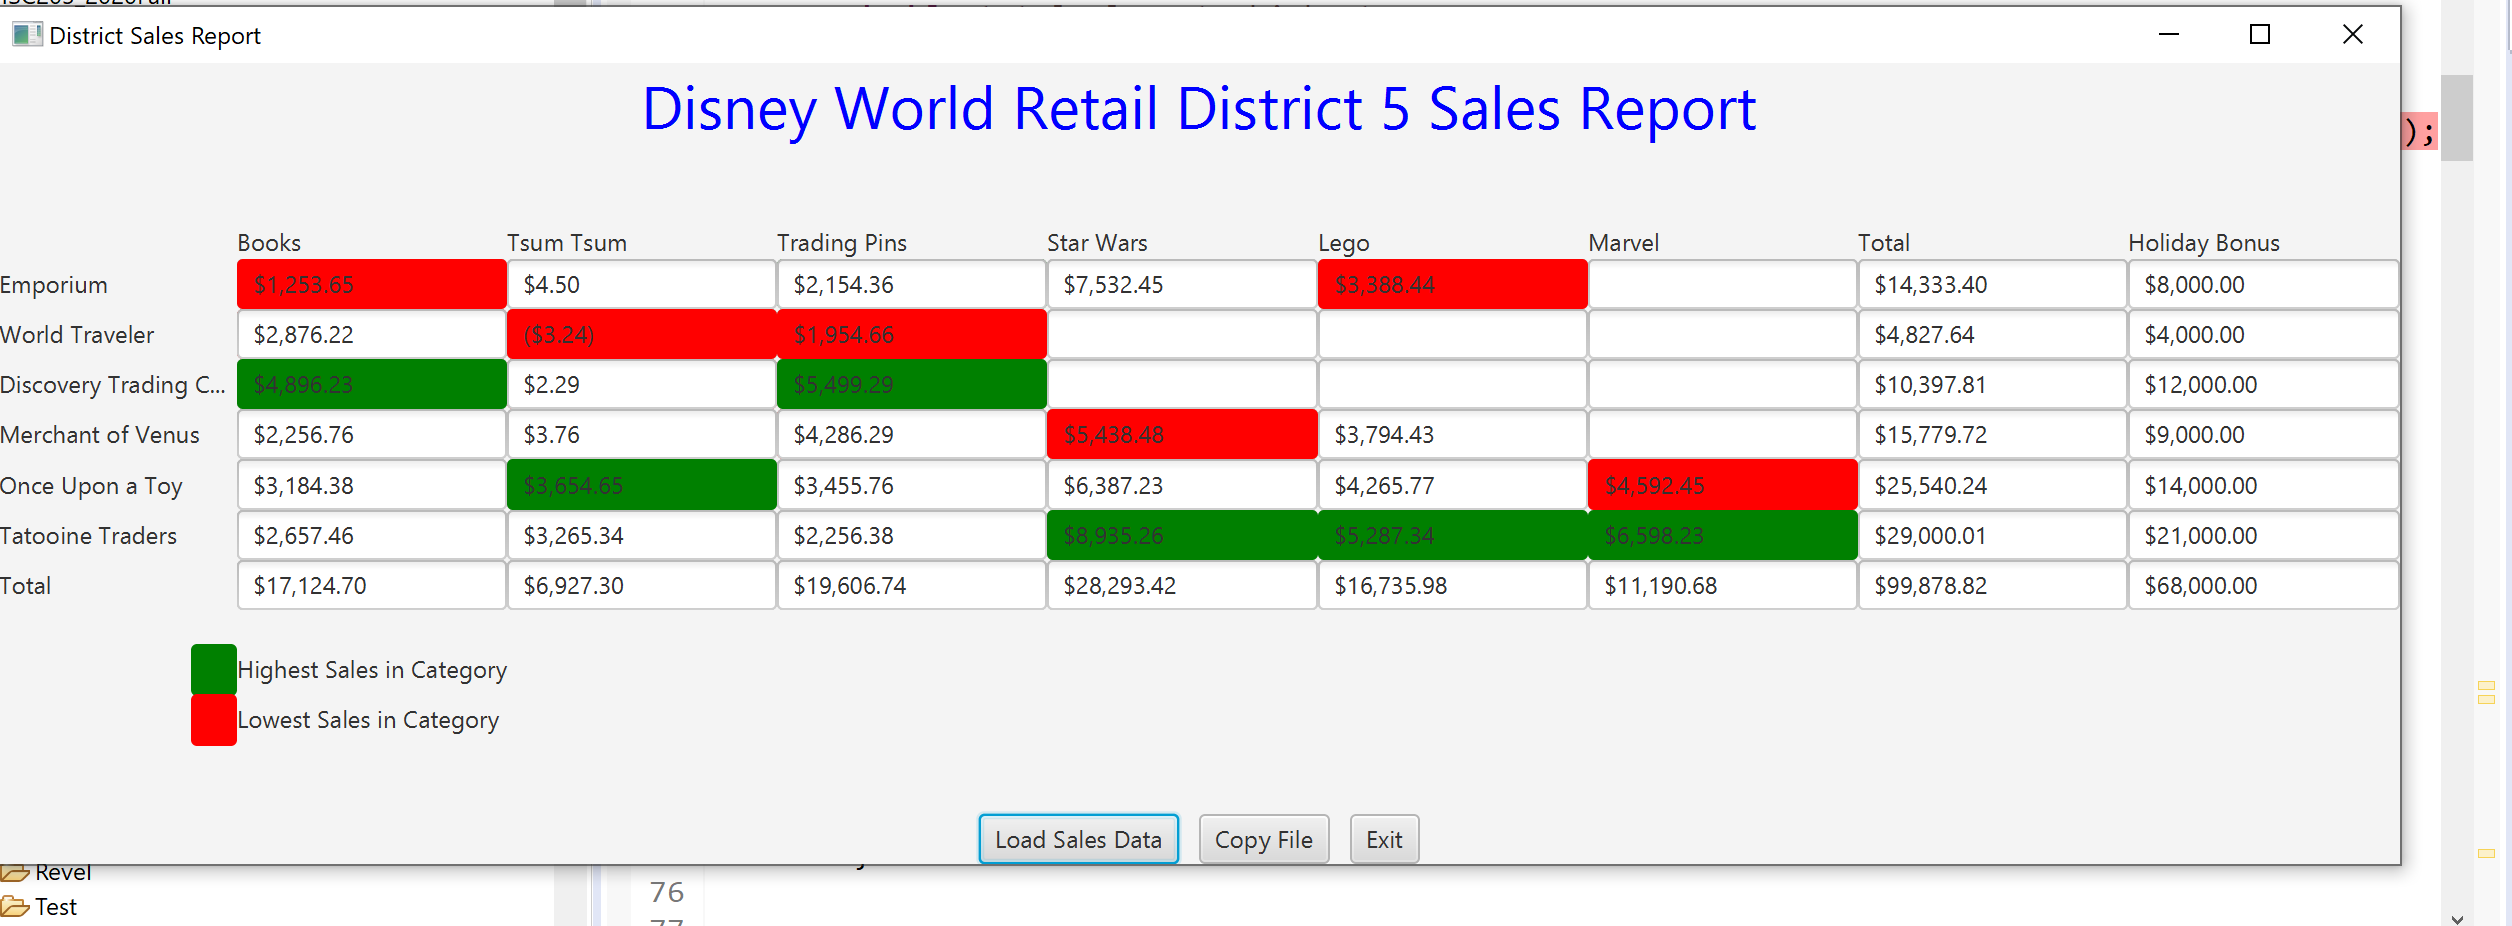 District Sales Report
Disney World Retail District 5 Sales Report
);
Books Tsum Tsum Trading Pins Star Wars Lego Marvel Total Holiday Bonus
Emporium $1,253.65 $4.50 $2,154.36 $7,532.45 $3,388.44 $14,333.40 $8,000.00
World Traveler $2,876.22 ($3.24) $1,954.66 $4,827.64 $4,000.00
Discovery Trading C... $4,896.23 $2.29 $5,499.29 $10,397.81 $12,000.00
Merchant of Venus $2,256.76 $3.76 $4,286.29 $5,438.48 $3,794.43 $15,779.72 $9,000.00
Once Upon a Toy $3,184.38 $3,654.65 $3,455.76 $6,387.23 $4,265.77 $4,592.45 $25,540.24 $14,000.00
Tatooine Traders $2,657.46 $3,265.34 $2,256.38 $8,935.26 $5,287.34 $6,598.23 $29,000.01 $21,000.00
Total $17,124.70 $6,927.30 $19,606.74 $28,293.42 $16,735.98 $11,190.68 $99,878.82 $68,000.00
Highest Sales in Category
Lowest Sales in Category
Load Sales Data Copy File Exit
Revel
76
Test
77